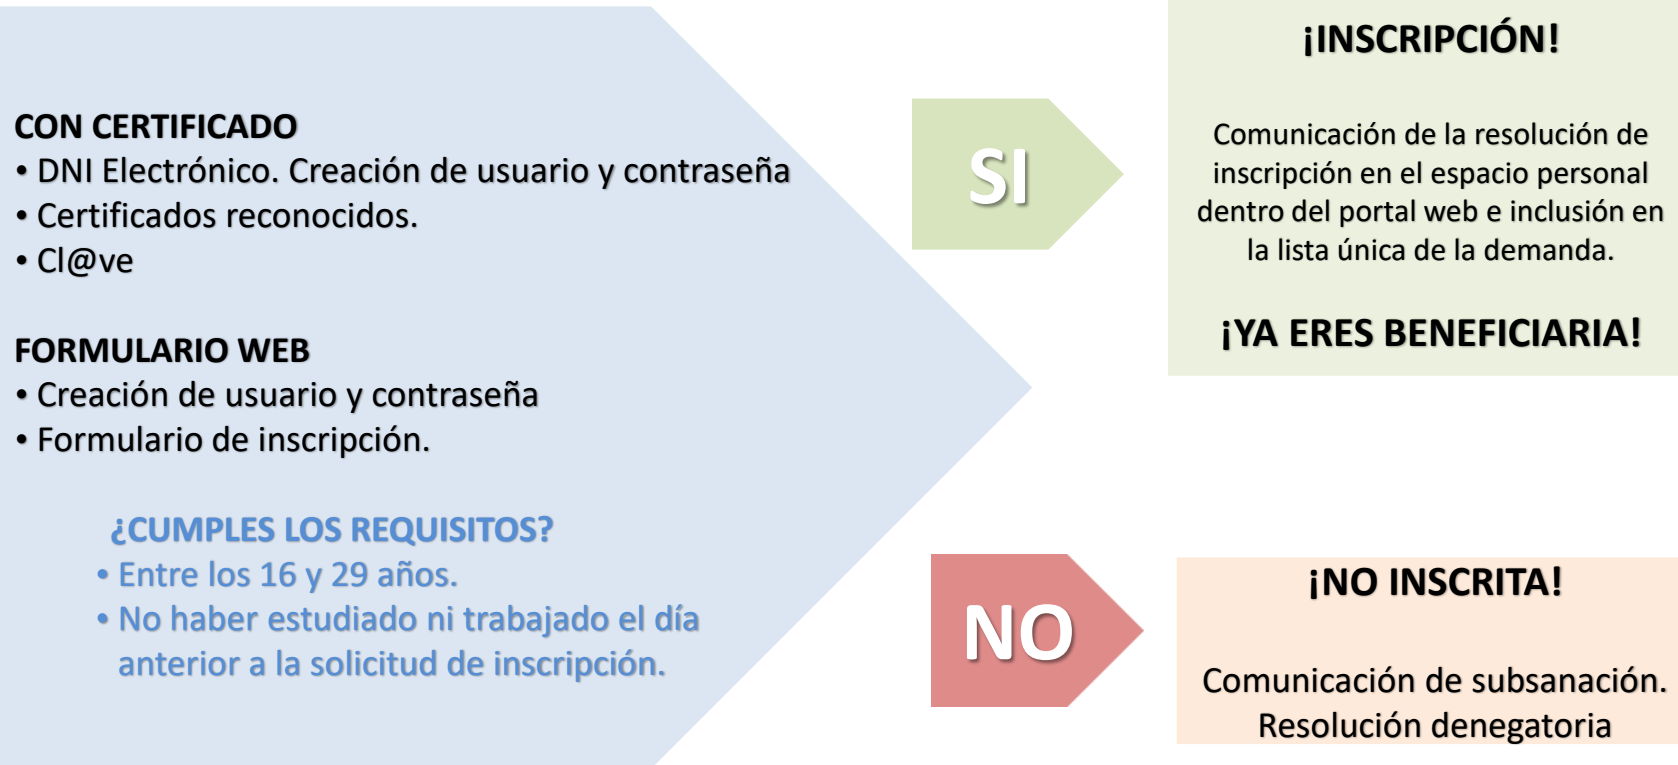 CON CERTIFICADO
• DNI Electrónico. Creación de usuario y contraseña
• Certificados reconocidos.
• Cl@ve
FORMULARIO WEB
• Creación de usuario y contraseña
• Formulario de inscripción.
¿CUMPLES LOS REQUISITOS?
• Entre los 16 y 29 años.
• No haber estudiado ni trabajado el día
anterior a la solicitud de inscripción.
SI
¡INSCRIPCIÓN!
Comunicación de la resolución de
inscripción en el espacio personal
dentro del portal web e inclusión en
la lista única de la demanda.
¡YA ERES BENEFICIARIA!
NO
¡NO INSCRITA!
Comunicación de subsanación.
Resolución denegatoria